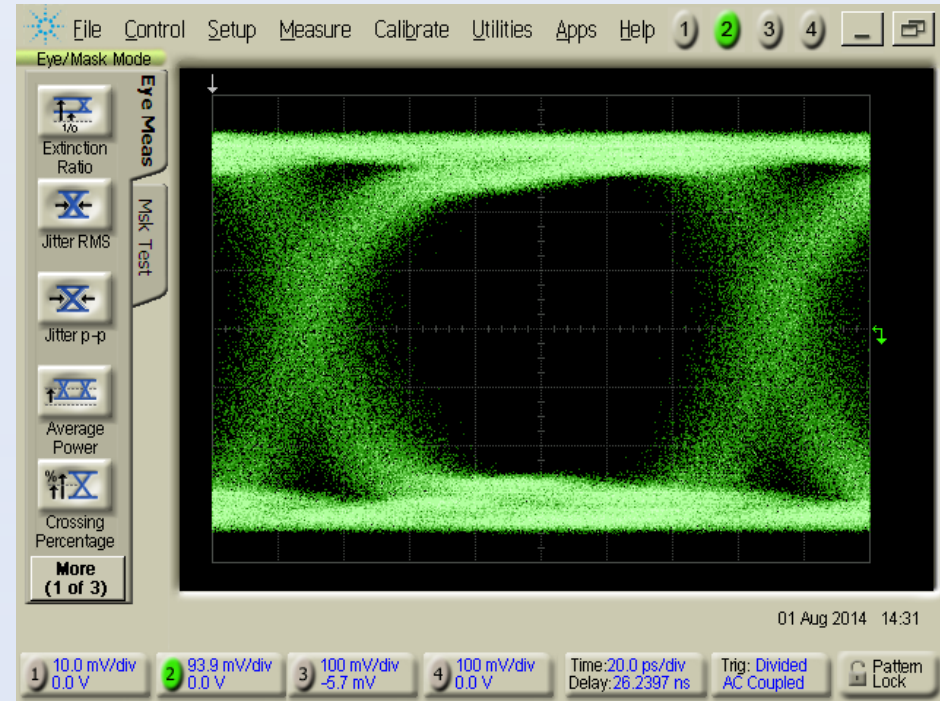 File Control Setup Measure Calibrate Utilities Apps Help 1 2 3 4
Eye/Mask Mode
Eye Meas
Msk Test
1/0
Extinction
Ratio
Jitter RMS
Jitter p-p
Average
Power
%
Crossing
Percentage
More
(1 of 3)
01 Aug 2014 14:31
1 10.0 mV/div
0.0 V
2 93.9 mV/div
0.0 V
3 100 mV/div
-5.7 mV
4 100 mV/div
0.0 V
Time:20.0 ps/div
Delay:26.2397 ns
Trig: Divided
AC Coupled
Pattern
Lock